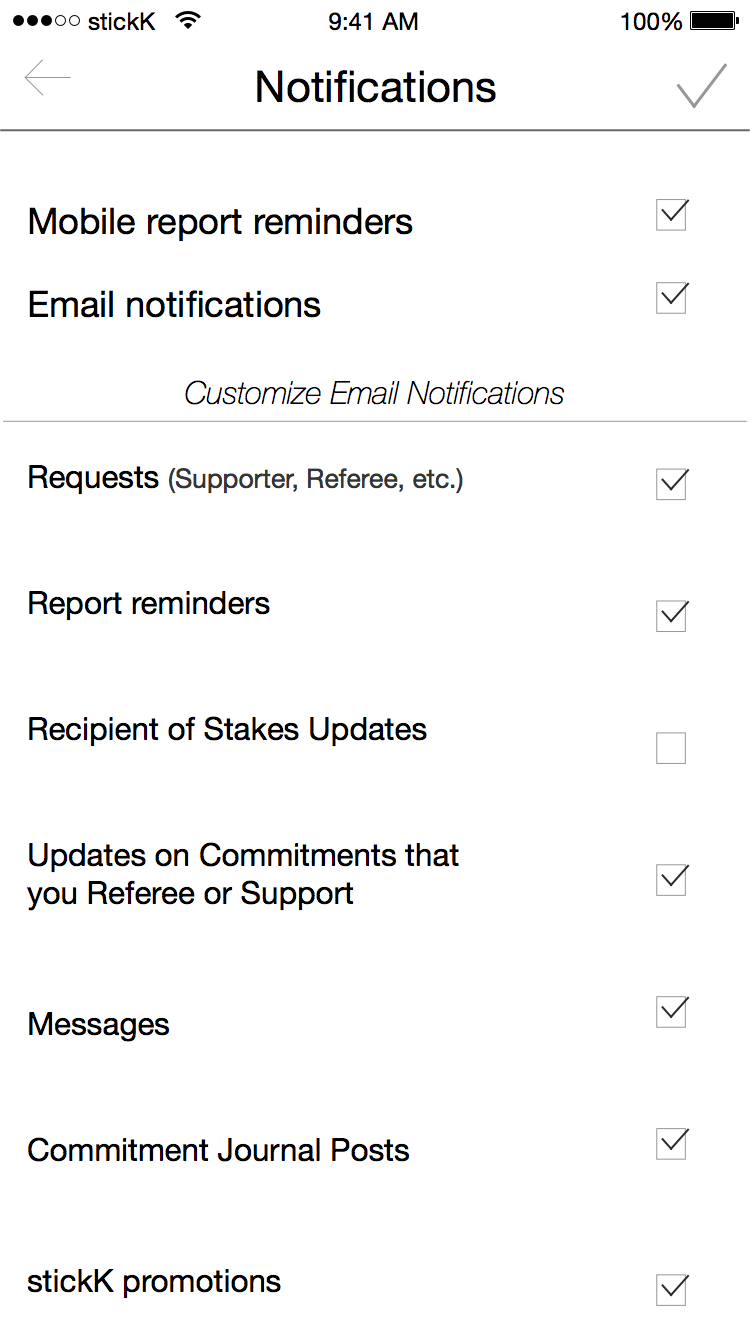 stickK 9:41 AM 100%
Notifications
Mobile report reminders
Email notifications
Customize Email Notifications
Requests (Supporter, Referee, etc.)
Report reminders
Recipient of Stakes Updates
Updates on Commitments that
you Referee or Support
Messages
Commitment Journal Posts
stickK promotions